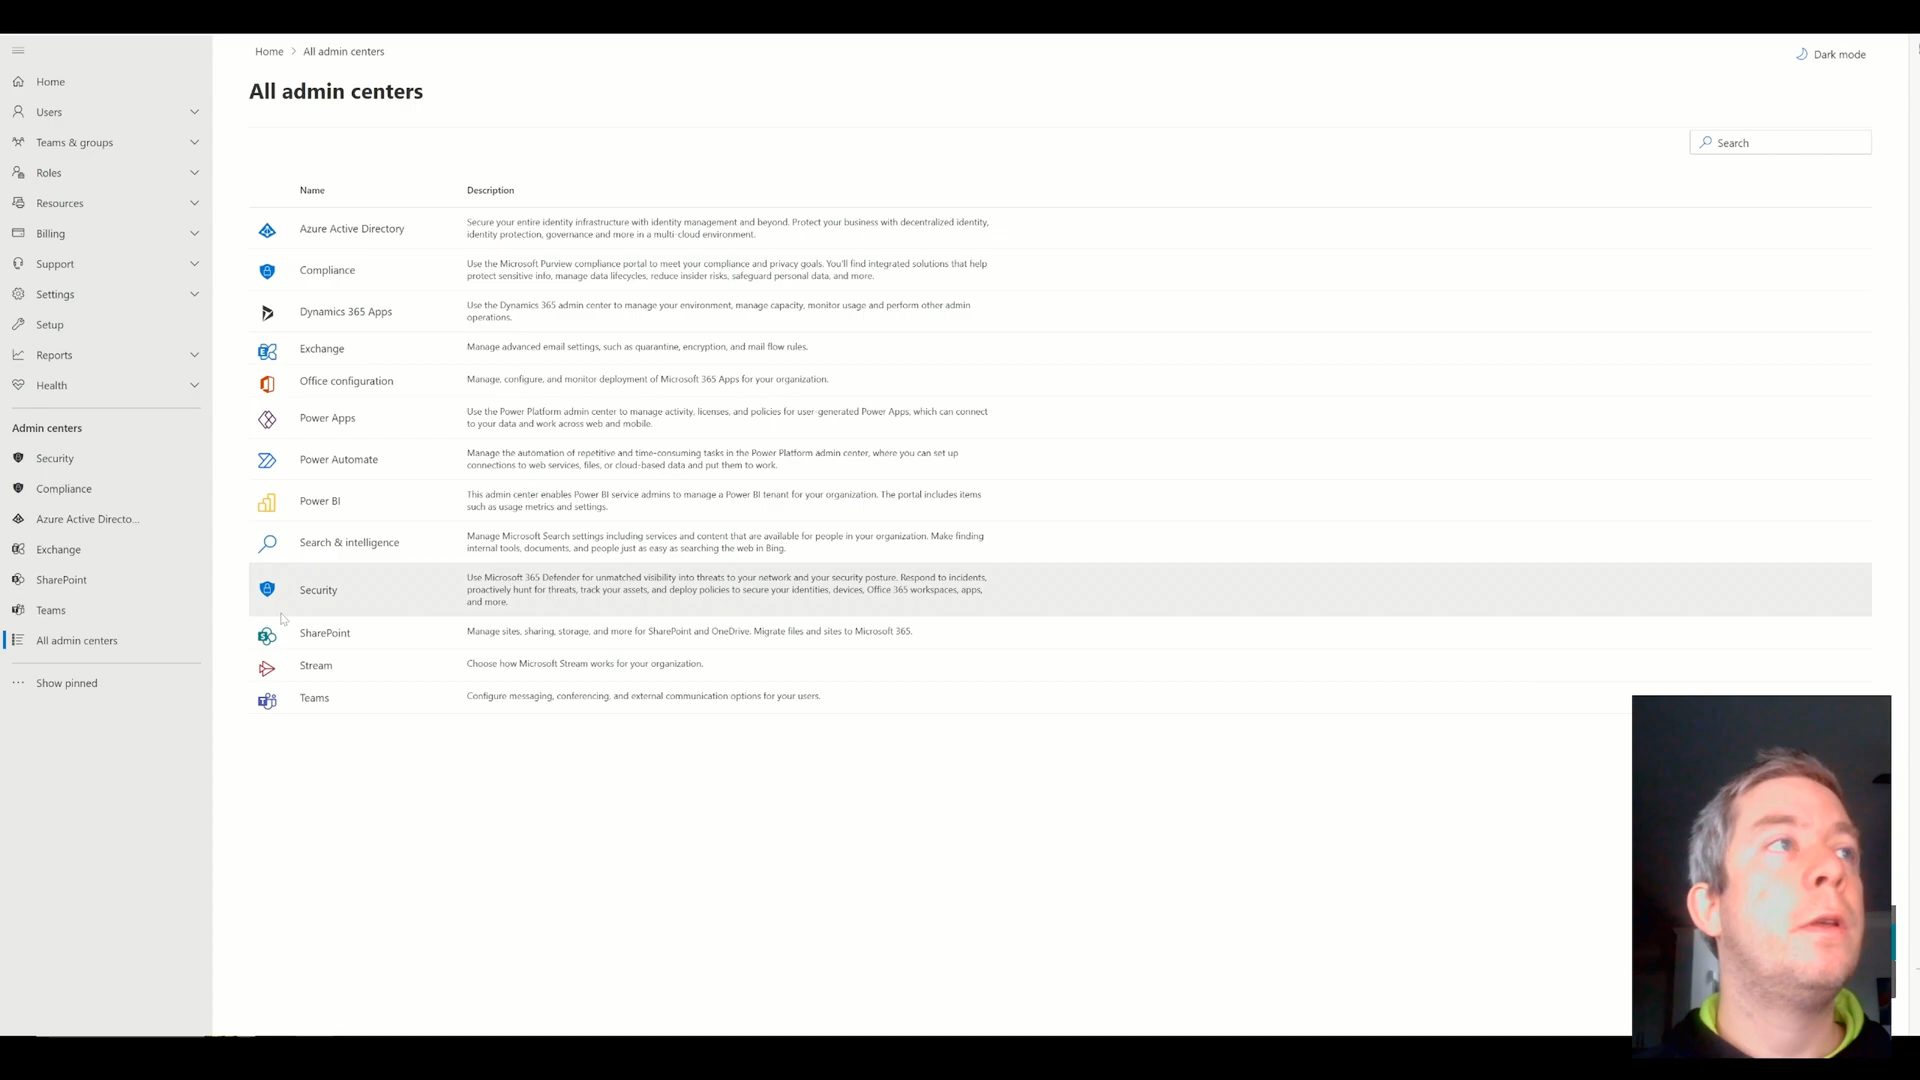 Home > All admin centers
Dark mode
All admin centers
Search
Home
Users
Teams & groups
Roles
Resources
Billing
Support
Settings
Setup
Reports
Health
Admin centers
Security
Compliance
Azure Active Directo...
Exchange
SharePoint
Teams
All admin centers
Show pinned
Name Description
Azure Active Directory
Secure your entire identity infrastructure with identity management and beyond. Protect your business with decentralized identity,
identity protection, governance and more in a multi-cloud environment.
Compliance
Use the Microsoft Purview compliance portal to meet your compliance and privacy goals. You'll find integrated solutions that help
protect sensitive info, manage data lifecycles, reduce insider risks, safeguard personal data, and more.
Dynamics 365 Apps
Use the Dynamics 365 admin center to manage your environment, manage capacity, monitor usage and perform other admin
operations.
Exchange
Manage advanced email settings, such as quarantine, encryption, and mail flow rules.
Office configuration
Manage, configure, and monitor deployment of Microsoft 365 Apps for your organization.
Power Apps
Use the Power Platform admin center to manage activity, licenses, and policies for user-generated Power Apps, which can connect
to your data and work across web and mobile.
Power Automate
Manage the automation of repetitive and time-consuming tasks in the Power Platform admin center, where you can set up
connections to web services, files, or cloud-based data and put them to work.
Power BI
This admin center enables Power BI service admins to manage a Power BI tenant for your organization. The portal includes items
such as usage metrics and settings.
Search & intelligence
Manage Microsoft Search settings including services and content that are available for people in your organization. Make finding
internal tools, documents, and people just as easy as searching the web in Bing.
Security
Use Microsoft 365 Defender for unmatched visibility into threats to your network and your security posture. Respond to incidents,
proactively hunt for threats, track your assets, and deploy policies to secure your identities, devices, Office 365 workspaces, apps,
and more.
SharePoint
Manage sites, sharing, storage, and more for SharePoint and OneDrive. Migrate files and sites to Microsoft 365.
Stream
Choose how Microsoft Stream works for your organization.
Teams
Configure messaging, conferencing, and external communication options for your users.